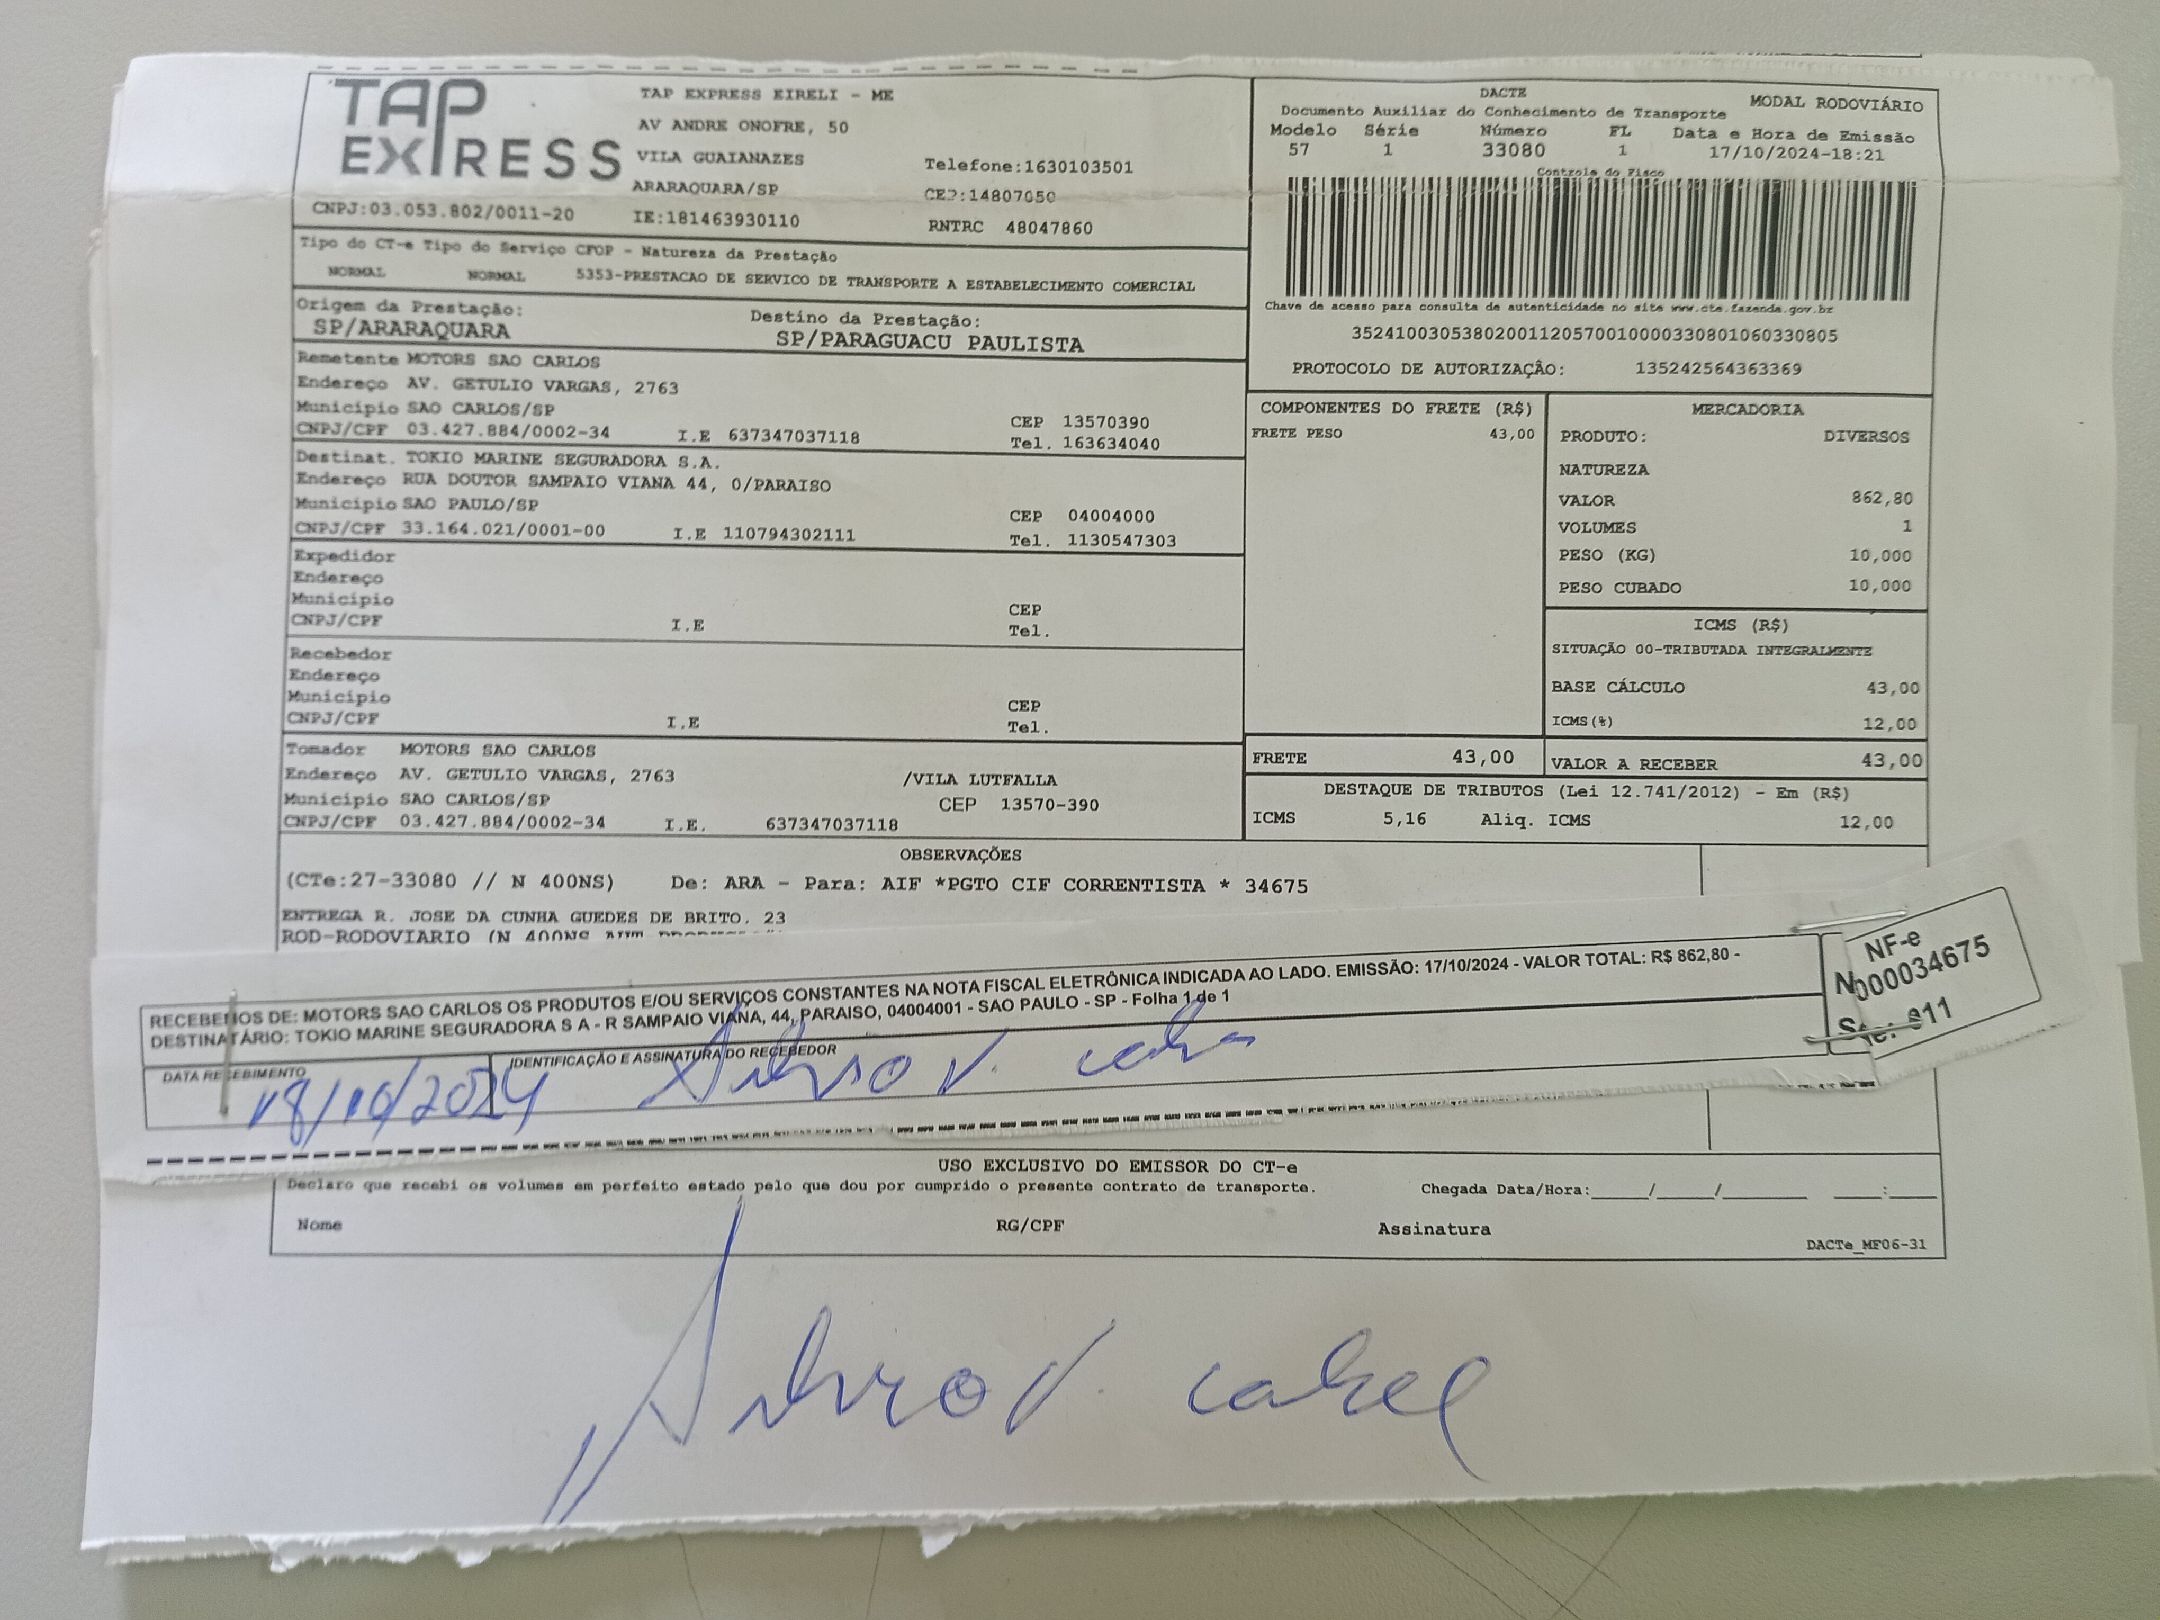 TAP EXPRESS
TAP EXPRESS EIRELI - ME
AV ANDRE ONOFRE, 50
VILA GUAIANAZES Telefone:1630103501
ARARAQUARA/SP CEP:14807050
CNPJ:03.053.802/0011-20 IE:181463930110 RNTRC 48047860
DACTE MODAL RODOVIÁRIO
Documento Auxiliar do Conhecimento de Transporte
Modelo Série Número FL Data e Hora de Emissão
57 1 33080 1 17/10/2024-18:21
Controle do Fisco
Chave de acesso para consulta de autenticidade no site www.cte.fazenda.gov.br
35241003053802001120570010000330801060330805
PROTOCOLO DE AUTORIZAÇÃO: 135242564363369
Tipo do CT-e Tipo do Serviço CFOP - Natureza da Prestação
NORMAL NORMAL 5353-PRESTACAO DE SERVICO DE TRANSPORTE A ESTABELECIMENTO COMERCIAL
Origem da Prestação: Destino da Prestação:
SP/ARARAQUARA SP/PARAGUACU PAULISTA
Remetente MOTORS SAO CARLOS
Endereço AV. GETULIO VARGAS, 2763
Município SAO CARLOS/SP CEP 13570390
CNPJ/CPF 03.427.884/0002-34 I.E 637347037118 Tel. 163634040
Destinat. TOKIO MARINE SEGURADORA S.A.
Endereço RUA DOUTOR SAMPAIO VIANA 44, 0/PARAISO
Município SAO PAULO/SP CEP 04004000
CNPJ/CPF 33.164.021/0001-00 I.E 110794302111 Tel. 1130547303
Expedidor
Endereço
Município CEP
CNPJ/CPF I.E Tel.
Recebedor
Endereço
Município CEP
CNPJ/CPF I.E Tel.
Tomador MOTORS SAO CARLOS
Endereço AV. GETULIO VARGAS, 2763 /VILA LUTFALLA
Município SAO CARLOS/SP CEP 13570-390
CNPJ/CPF 03.427.884/0002-34 I.E. 637347037118
COMPONENTES DO FRETE (R$)
FRETE PESO 43,00
MERCADORIA
PRODUTO: DIVERSOS
NATUREZA
VALOR 862,80
VOLUMES 1
PESO (KG) 10,000
PESO CUBADO 10,000
ICMS (R$)
SITUAÇÃO 00-TRIBUTADA INTEGRALMENTE
BASE CÁLCULO 43,00
ICMS(%) 12,00
FRETE 43,00 VALOR A RECEBER 43,00
DESTAQUE DE TRIBUTOS (Lei 12.741/2012) - Em (R$)
ICMS 5,16 Aliq. ICMS 12,00
OBSERVAÇÕES
(CTe:27-33080 // N 400NS) De: ARA - Para: AIF *PGTO CIF CORRENTISTA * 34675
ENTREGA R. JOSE DA CUNHA GUEDES DE BRITO. 23
ROD-RODOVIARIO (N 400NS
RECEBEMOS DE: MOTORS SAO CARLOS OS PRODUTOS E/OU SERVIÇOS CONSTANTES NA NOTA FISCAL ELETRÔNICA INDICADA AO LADO. EMISSÃO: 17/10/2024 - VALOR TOTAL: R$ 862,80 -
DESTINATÁRIO: TOKIO MARINE SEGURADORA S A - R SAMPAIO VIANA, 44, PARAISO, 04004001 - SAO PAULO - SP - Folha 1 de 1
NF-e
N000034675
811
DATA RECEBIMENTO IDENTIFICAÇÃO E ASSINATURA DO RECEBEDOR
18/10/2024
USO EXCLUSIVO DO EMISSOR DO CT-e
Declaro que recebi os volumes em perfeito estado pelo que dou por cumprido o presente contrato de transporte. Chegada Data/Hora:____/____/______ ___:___
Nome RG/CPF Assinatura
DACTe_MF06-31